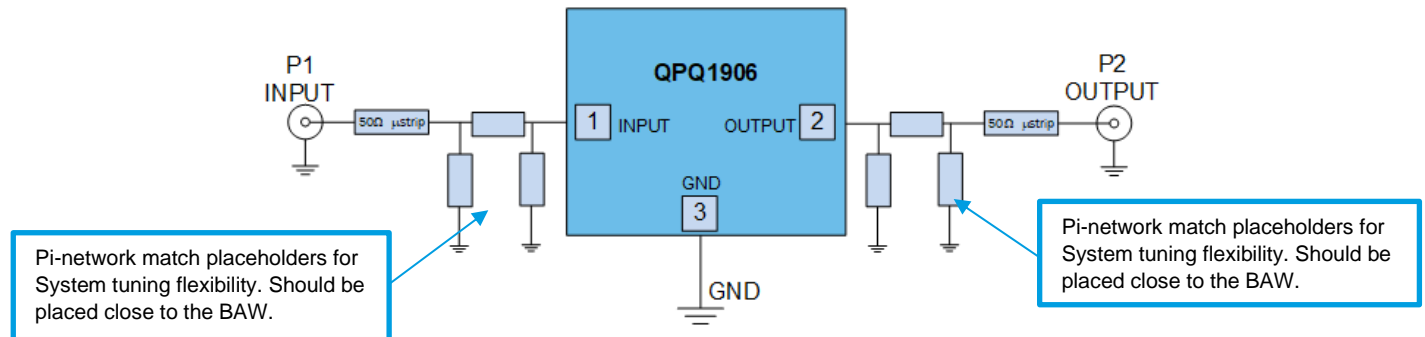 QPQ1906
P1
INPUT
P2
OUTPUT
50Ω μstrip
1
INPUT
OUTPUT
2
50Ω μstrip
GND
3
Pi-network match placeholders for
System tuning flexibility. Should be
placed close to the BAW.
Pi-network match placeholders for
System tuning flexibility. Should be
placed close to the BAW.
GND